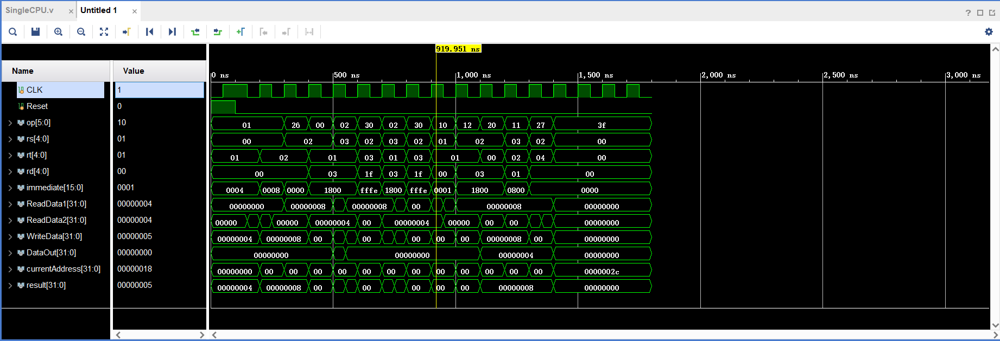 SingleCPU.v × Untitled 1 ×
? 
919.951 ns
Name Value
0 ns 500 ns 1,000 ns 1,500 ns 2,000 ns 2,500 ns 3,000 ns
CLK 1
Reset 0
op[5:0] 10 01 26 00 02 30 02 30 10 12 20 11 27 3f
rs[4:0] 01 00 02 03 02 03 02 01 02 03 02 00
rt[4:0] 01 01 02 01 03 01 03 01 00 02 04 00
rd[4:0] 00 00 03 1f 03 1f 00 03 01 00
immediate[15:0] 0001 0004 0008 0000 1800 fffe 1800 fffe 0001 1800 0800 0000
ReadData1[31:0] 00000004 00000000 00000008 00000008 00 00000008 00000000
ReadData2[31:0] 00000004 00000 00000 00000004 00 00000004 00000 00 00 00000000
WriteData[31:0] 00000005 00000004 00000008 00 00 00 00 00 00000008 00 00000000
DataOut[31:0] 00000000 00000000 00000000 00000004 00000000
currentAddress[31:0] 00000018 00000000 00 00 00 00 00 00 00 00 00 00 00 00 0000002c
result[31:0] 00000005 00000004 00000008 00 00 00 00 00 00000008 00000000